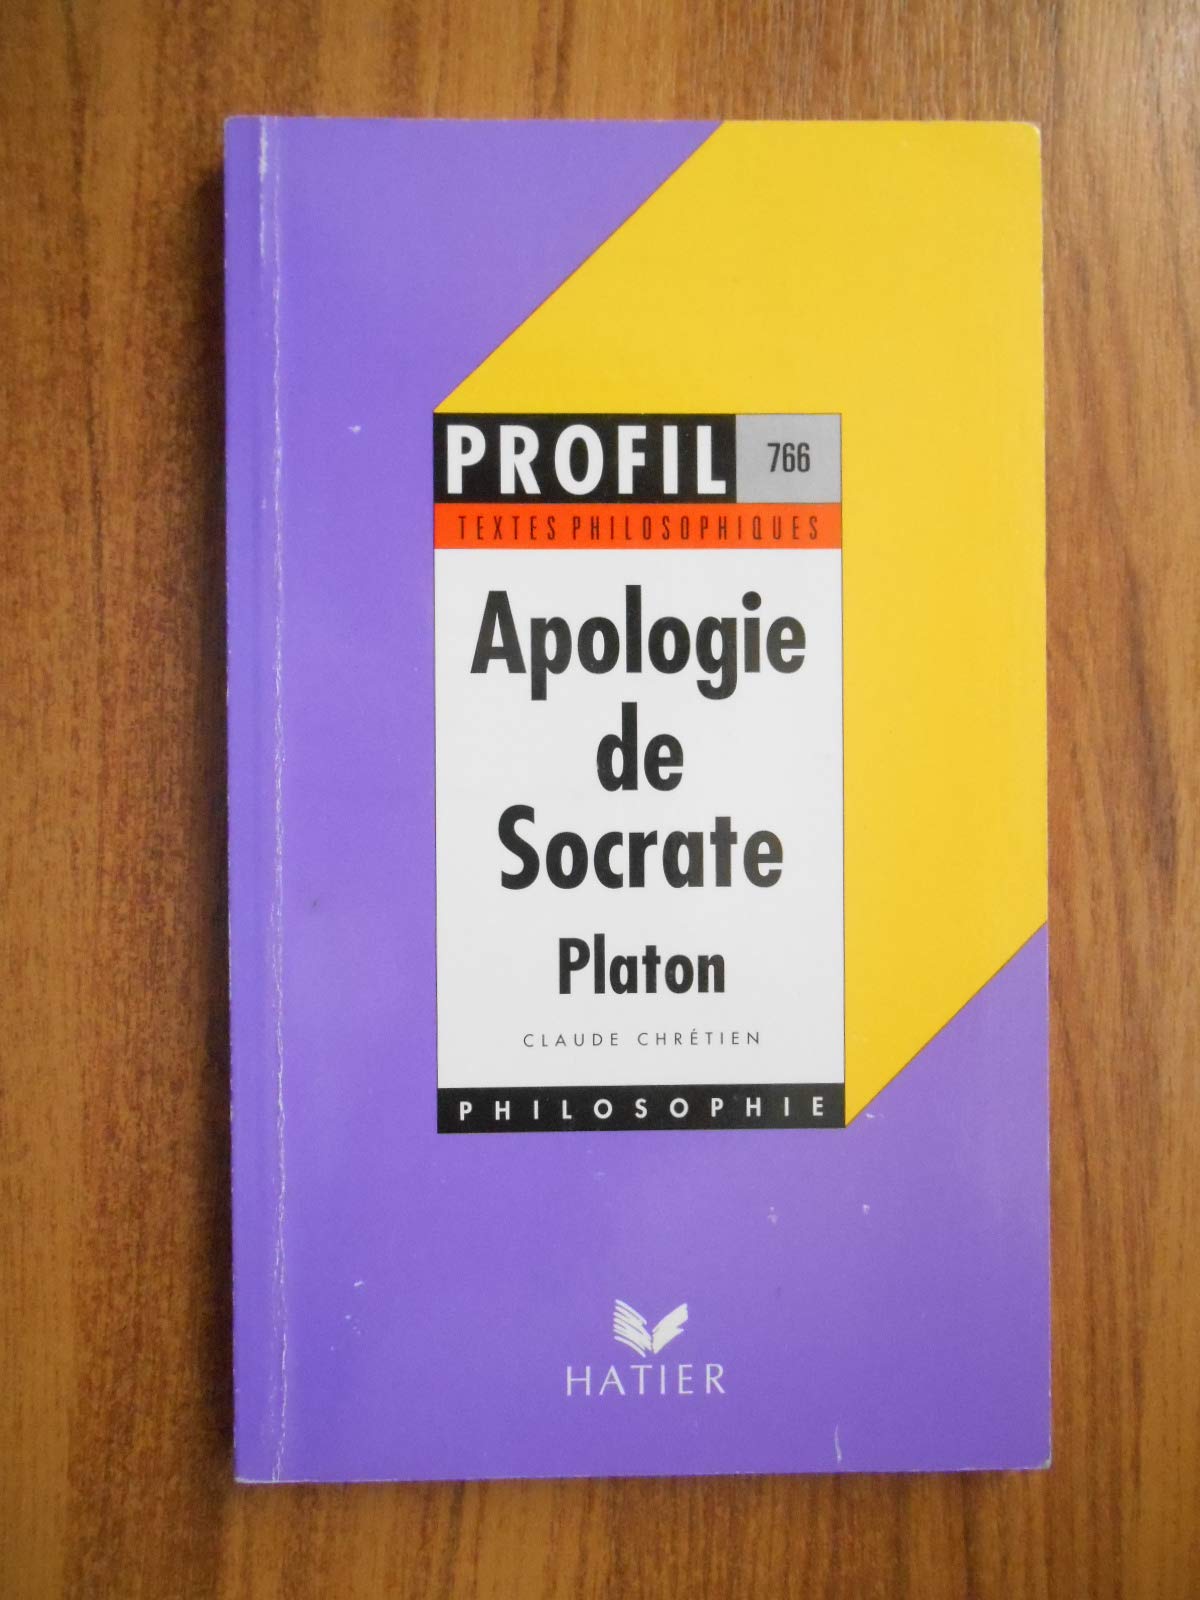 PROFIL 766
TEXTES PHILOSOPHIQUES
Apologie
de
Socrate
Platon
CLAUDE CHRÉTIEN
PHILOSOPHIE
HATIER